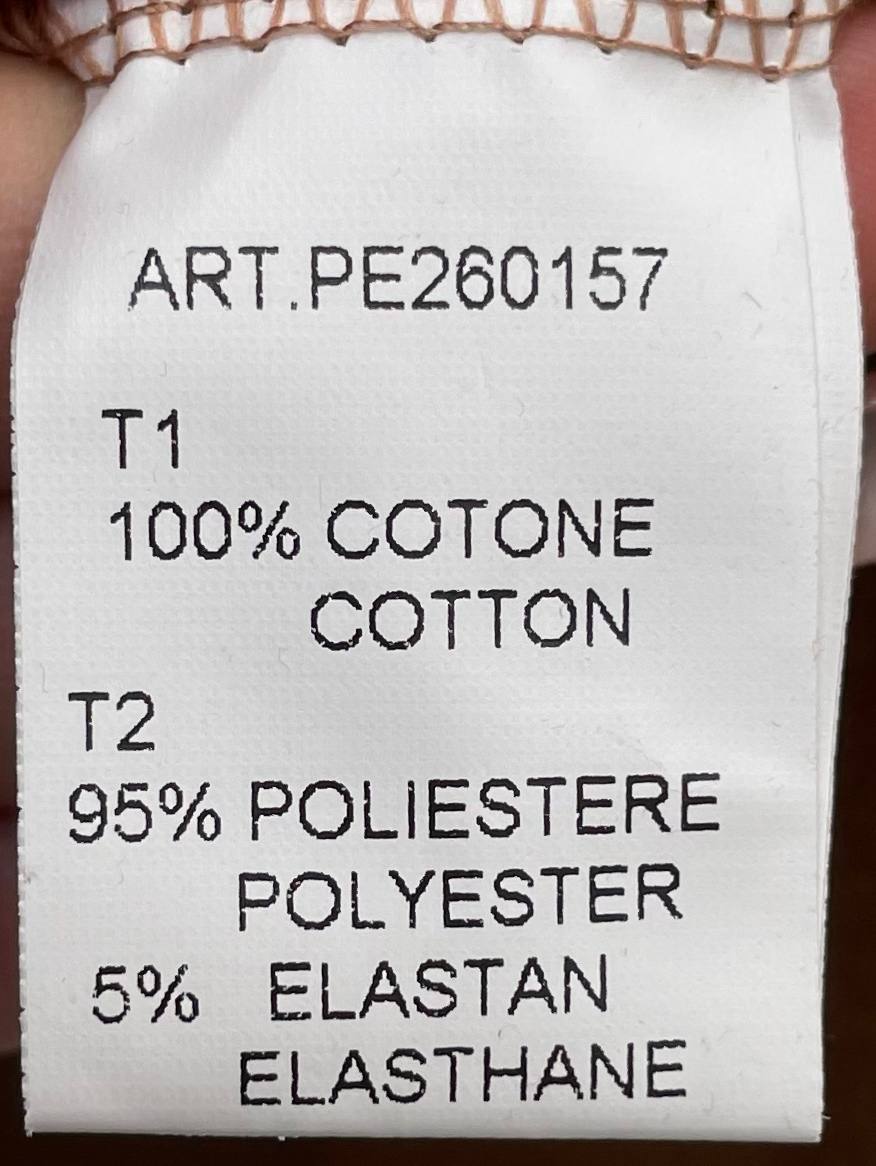 ART.PE260157
T1
100% COTONE
COTTON
T2
95% POLIESTERE
POLYESTER
5% ELASTAN
ELASTHANE